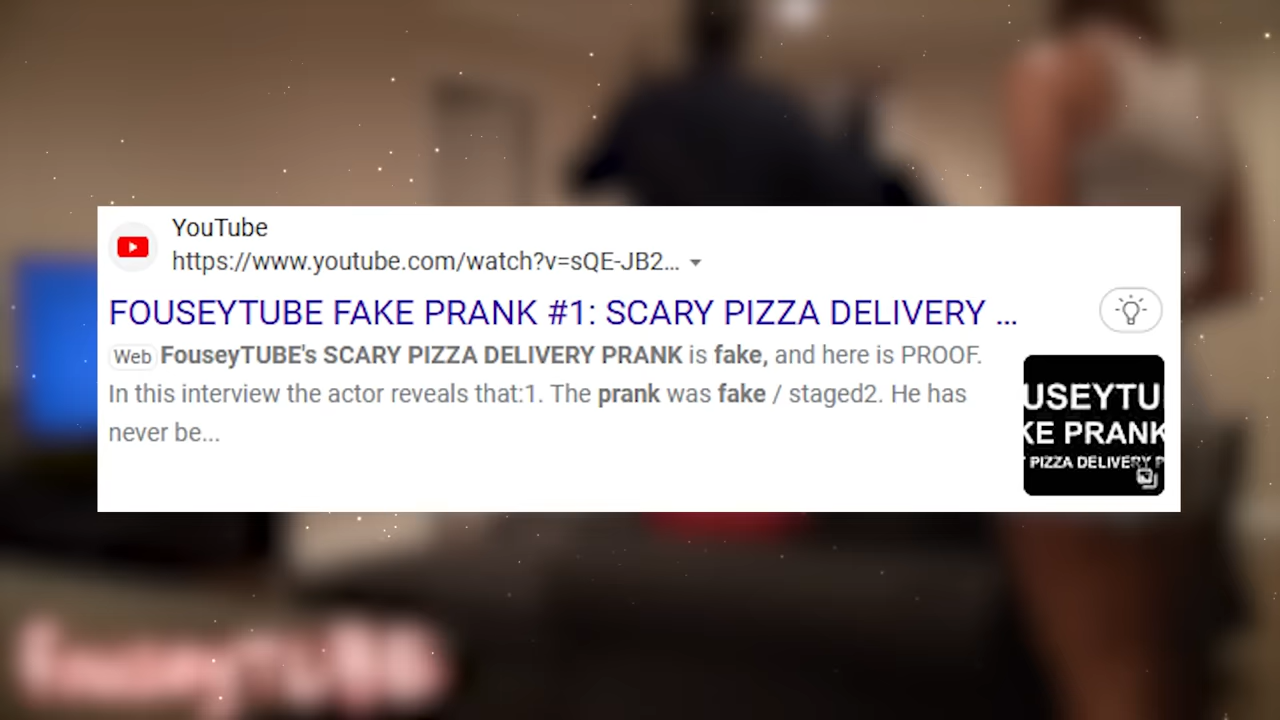 YouTube
https://www.youtube.com/watch?v=sQE-JB2...
FOUSEYTUBE FAKE PRANK #1: SCARY PIZZA DELIVERY ...
Web FouseyTUBE's SCARY PIZZA DELIVERY PRANK is fake, and here is PROOF.
In this interview the actor reveals that:1. The prank was fake / staged2. He has
never be...
USEYTU
KE PRANK
PIZZA DELIVERY P
fouseyTUBE